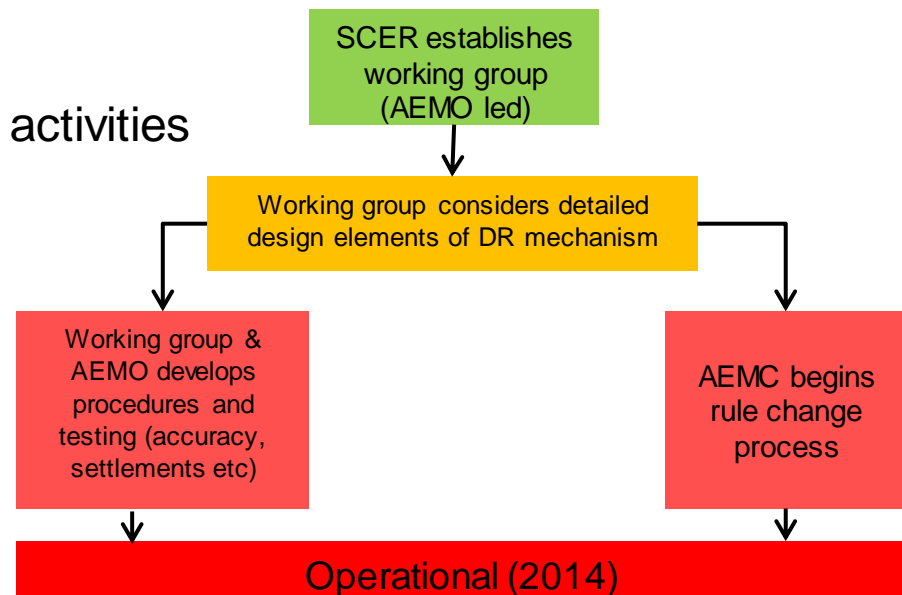 SCER establishes
working group
(AEMO led)
activities
Working group considers detailed
design elements of DR mechanism
Working group &
AEMO develops
procedures and
testing (accuracy,
settlements etc)
AEMC begins
rule change
process
Operational (2014)